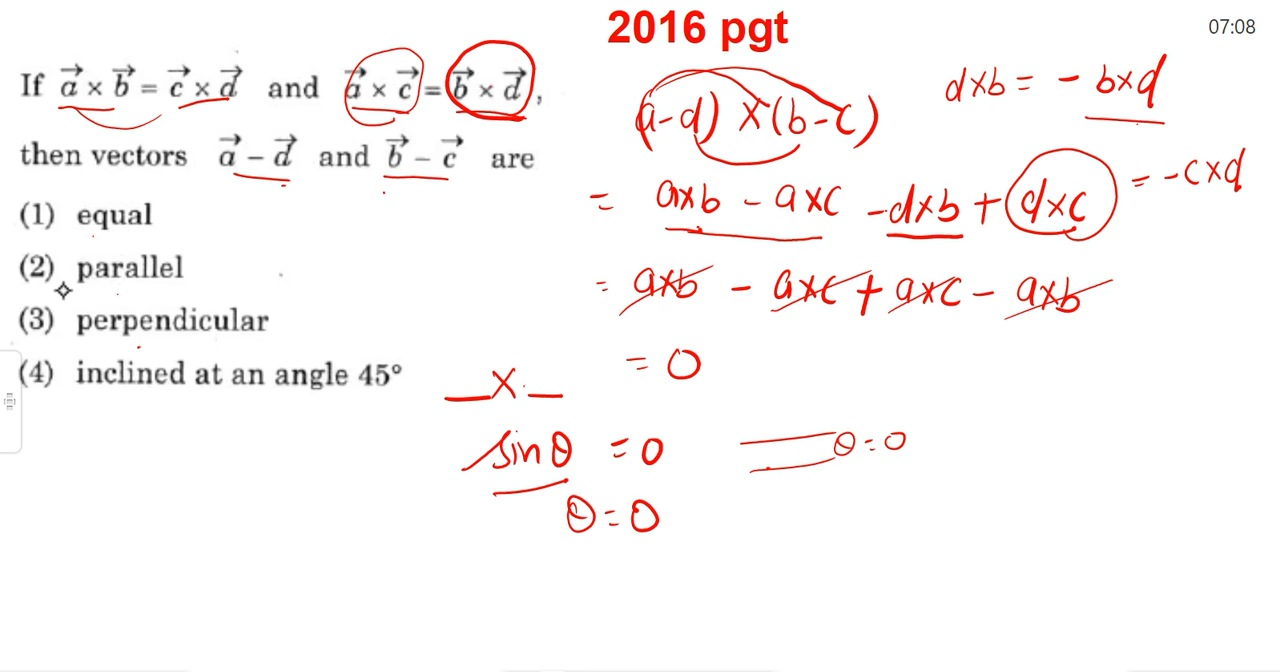 2016 pgt
07:08
If a⃗ × b⃗ = c⃗ × d⃗ and a⃗ × c⃗ = b⃗ × d⃗,
then vectors a⃗ − d⃗ and b⃗ − c⃗ are
(1) equal
(2) parallel
(3) perpendicular
(4) inclined at an angle 45°
(a-d) × (b-c)
d×b = - b×d
= a×b - a×c - d×b + d×c = -c×d
= a×b - a×c + a×c - a×b
= 0
_ × _
sinθ = 0
θ = 0
θ = 0